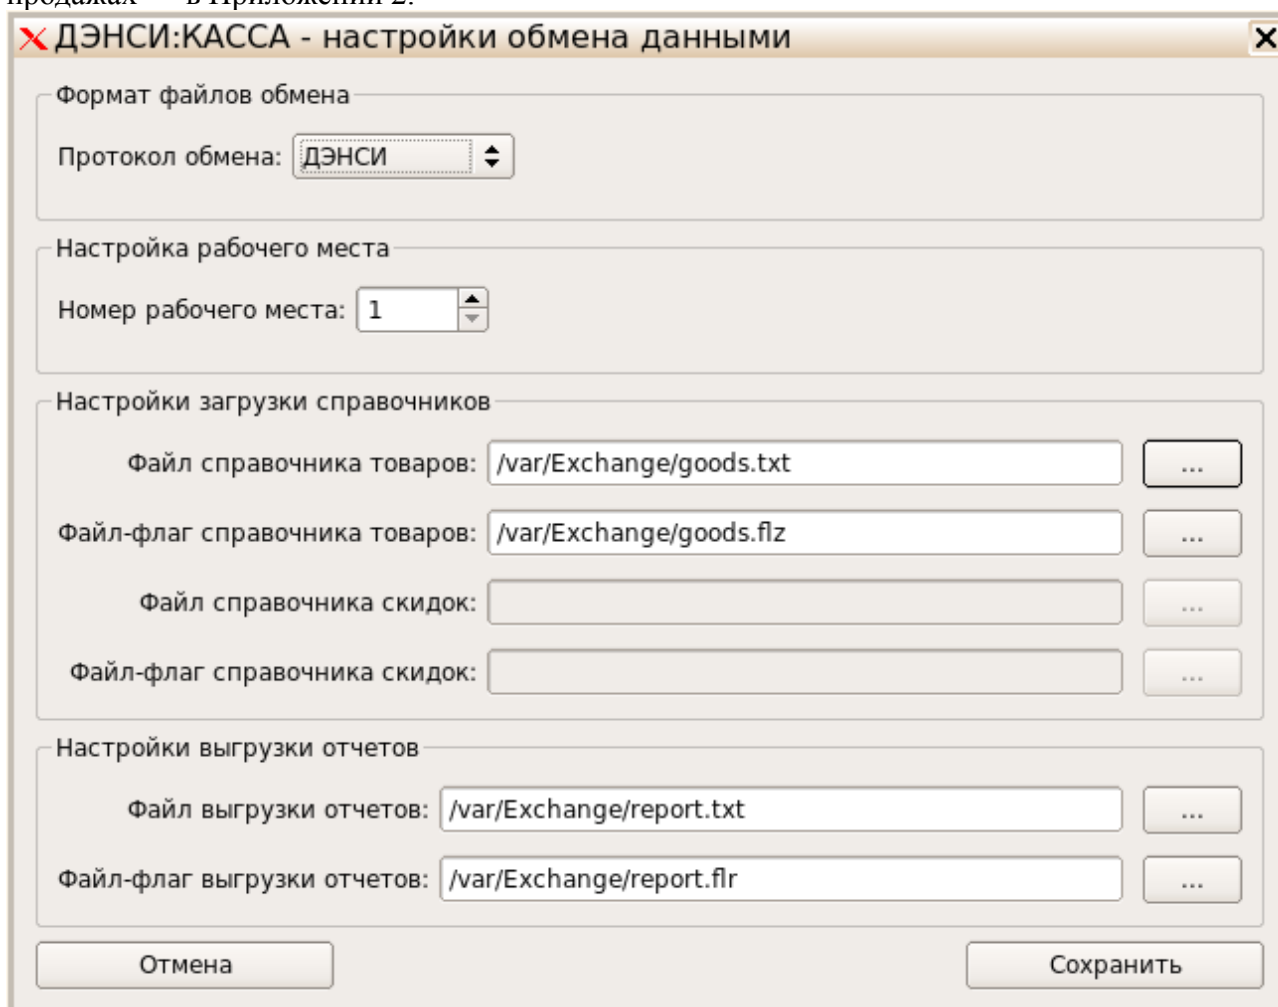 продажах — в Приложении 2.
ДЭНСИ:КАССА - настройки обмена данными
Формат файлов обмена
Протокол обмена: ДЭНСИ
Настройка рабочего места
Номер рабочего места: 1
Настройки загрузки справочников
Файл справочника товаров: /var/Exchange/goods.txt ...
Файл-флаг справочника товаров: /var/Exchange/goods.flz ...
Файл справочника скидок: ...
Файл-флаг справочника скидок: ...
Настройки выгрузки отчетов
Файл выгрузки отчетов: /var/Exchange/report.txt ...
Файл-флаг выгрузки отчетов: /var/Exchange/report.flr ...
Отмена Сохранить